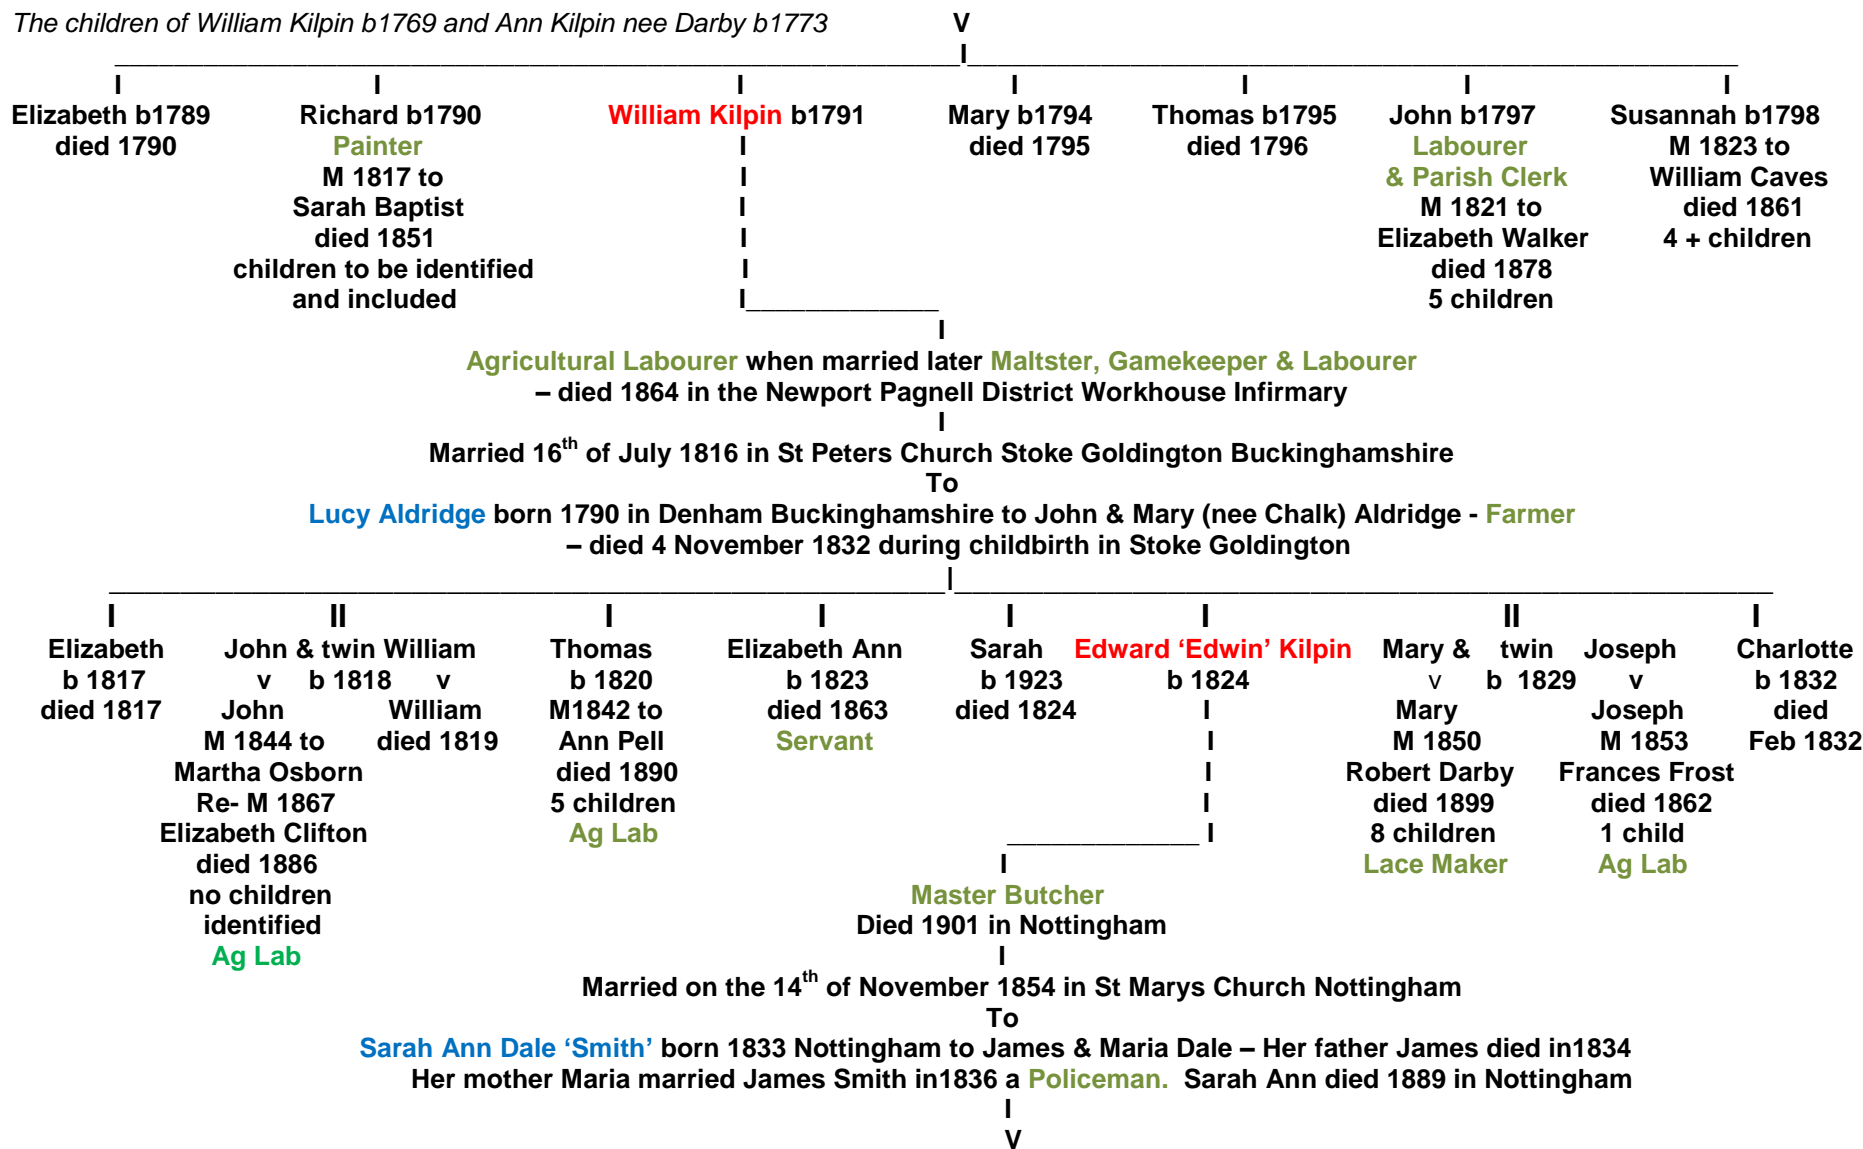 The children of William Kilpin b1769 and Ann Kilpin nee Darby b1773 V
I
I I I I I I I
Elizabeth b1789 Richard b1790 William Kilpin b1791 Mary b1794 Thomas b1795 John b1797 Susannah b1798
died 1790 Painter I died 1795 died 1796 Labourer M 1823 to
M 1817 to I & Parish Clerk William Caves
Sarah Baptist I M 1821 to died 1861
died 1851 I Elizabeth Walker 4 + children
children to be identified I died 1878
and included I_____________ 5 children
I
Agricultural Labourer when married later Maltster, Gamekeeper & Labourer
– died 1864 in the Newport Pagnell District Workhouse Infirmary
I
Married 16th of July 1816 in St Peters Church Stoke Goldington Buckinghamshire
To
Lucy Aldridge born 1790 in Denham Buckinghamshire to John & Mary (nee Chalk) Aldridge - Farmer
– died 4 November 1832 during childbirth in Stoke Goldington
|
I II I I I I II I
Elizabeth John & twin William Thomas Elizabeth Ann Sarah Edward ‘Edwin’ Kilpin Mary & twin Joseph Charlotte
b 1817 v b 1818 v b 1820 b 1823 b 1923 b 1824 v b 1829 v b 1832
died 1817 John William M1842 to died 1863 died 1824 I Mary Joseph died
M 1844 to died 1819 Ann Pell Servant I M 1850 M 1853 Feb 1832
Martha Osborn died 1890 I Robert Darby Frances Frost
Re- M 1867 5 children I died 1899 died 1862
Elizabeth Clifton Ag Lab _____________ I 8 children 1 child
died 1886 I Lace Maker Ag Lab
no children Master Butcher
identified Died 1901 in Nottingham
Ag Lab I
Married on the 14th of November 1854 in St Marys Church Nottingham
To
Sarah Ann Dale ‘Smith’ born 1833 Nottingham to James & Maria Dale – Her father James died in1834
Her mother Maria married James Smith in1836 a Policeman. Sarah Ann died 1889 in Nottingham
I
V